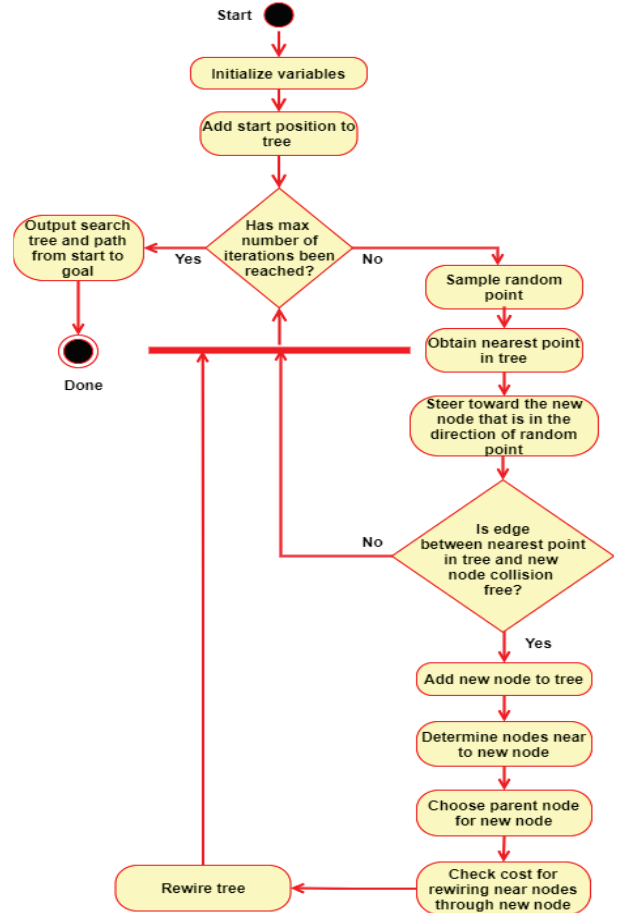 Start
Initialize variables
Add start position to
tree
Has max
number of
iterations been
reached?
Yes
No
Output search
tree and path
from start to
goal
Done
Sample random
point
Obtain nearest point
in tree
Steer toward the new
node that is in the
direction of random
point
Is edge
between nearest point
in tree and new
node collision
free?
No
Yes
Add new node to tree
Determine nodes near
to new node
Choose parent node
for new node
Check cost for
rewiring near nodes
through new node
Rewire tree